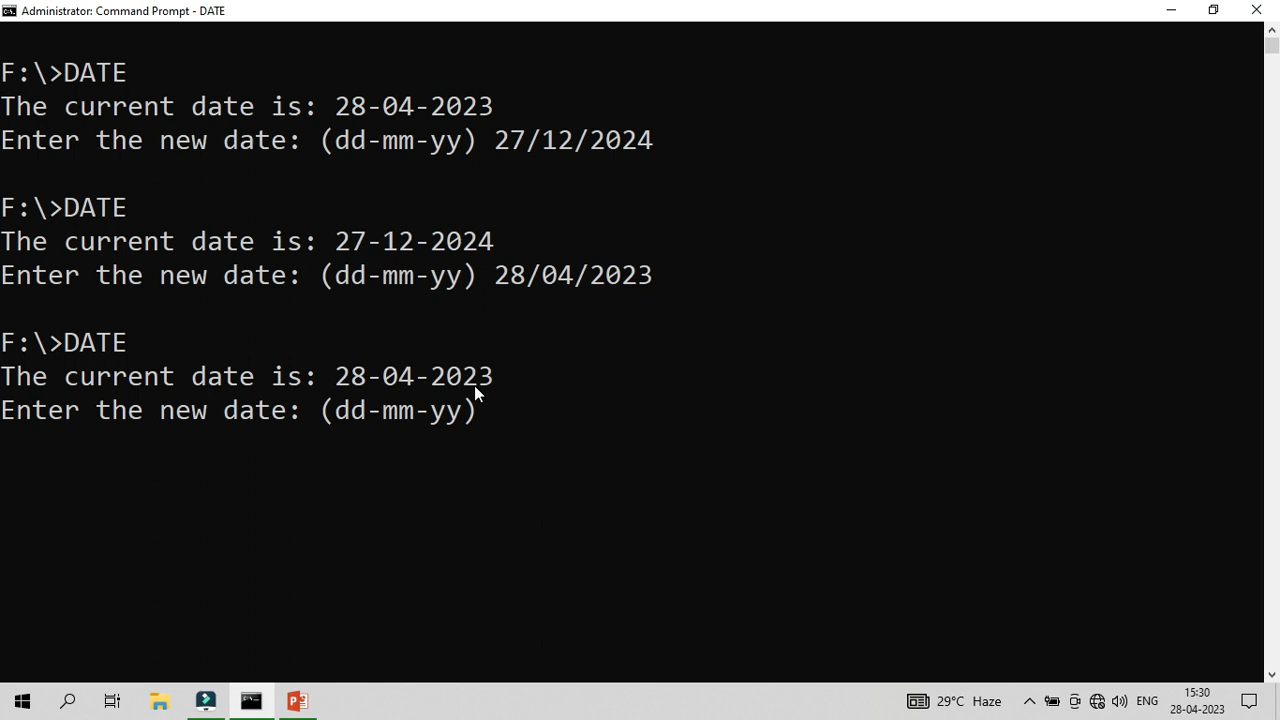 Administrator: Command Prompt - DATE
F:\>DATE
The current date is: 28-04-2023
Enter the new date: (dd-mm-yy) 27/12/2024
F:\>DATE
The current date is: 27-12-2024
Enter the new date: (dd-mm-yy) 28/04/2023
F:\>DATE
The current date is: 28-04-2023
Enter the new date: (dd-mm-yy)
29°C Haze
ENG
15:30
28-04-2023